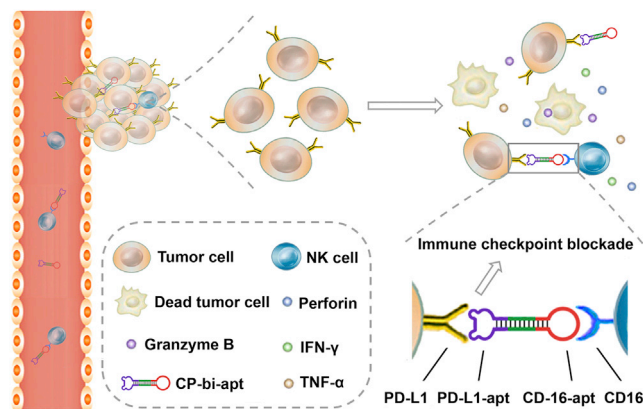 Immune checkpoint blockade
Tumor cell
NK cell
Dead tumor cell
Perforin
Granzyme B
IFN-γ
CP-bi-apt
TNF-α
PD-L1 PD-L1-apt CD-16-apt CD16